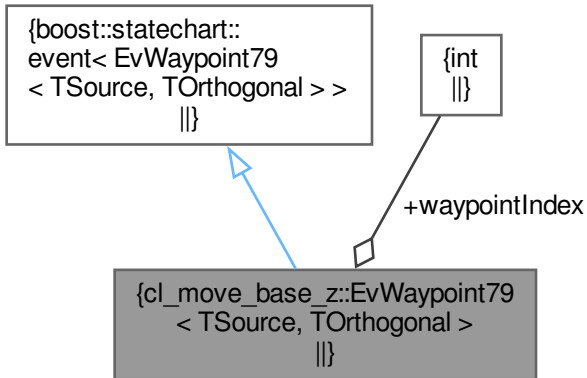 {boost::statechart::
event< EvWaypoint79
< TSource, TOrthogonal > >
||}
{int
||}
+waypointIndex
{cl_move_base_z::EvWaypoint79
< TSource, TOrthogonal >
||}